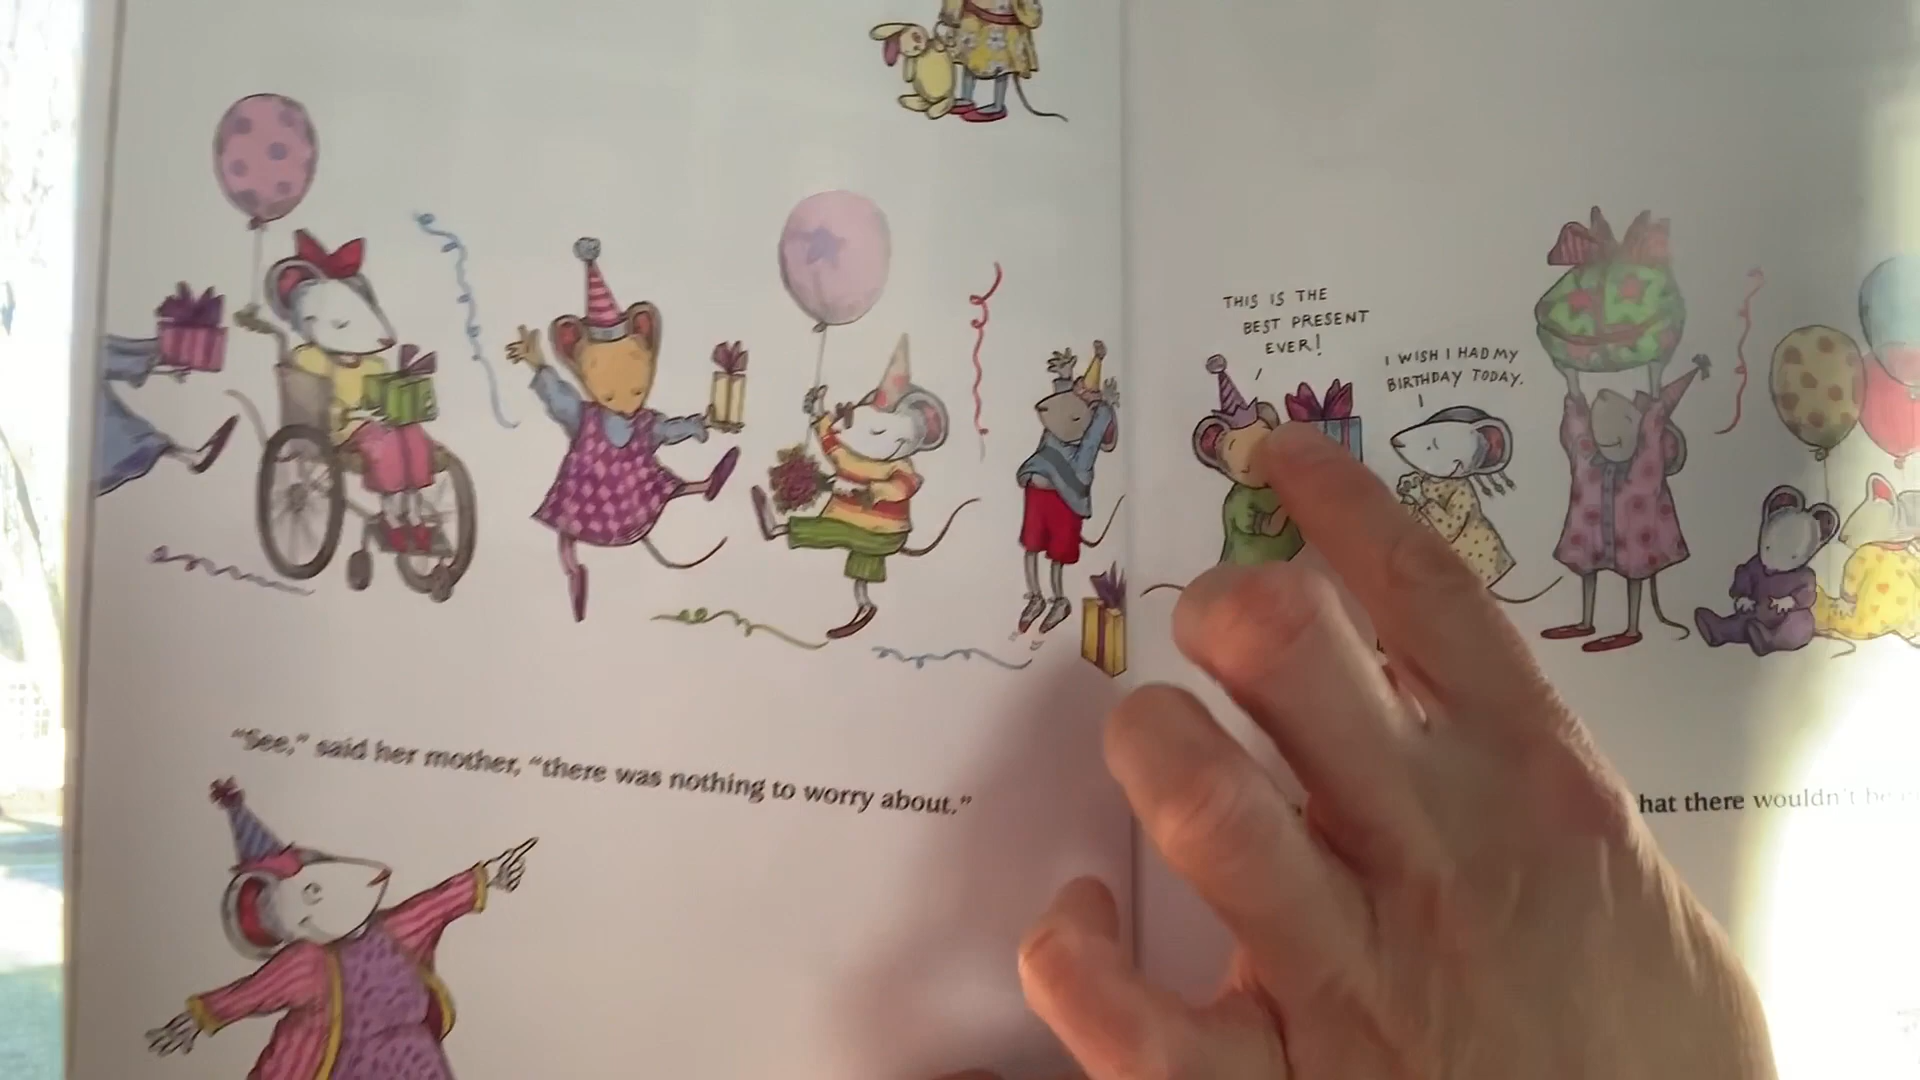 "See," said her mother, "there was nothing to worry about."
THIS IS THE
BEST PRESENT
EVER!
I WISH I HAD MY
BIRTHDAY TODAY.
hat there wouldn't be